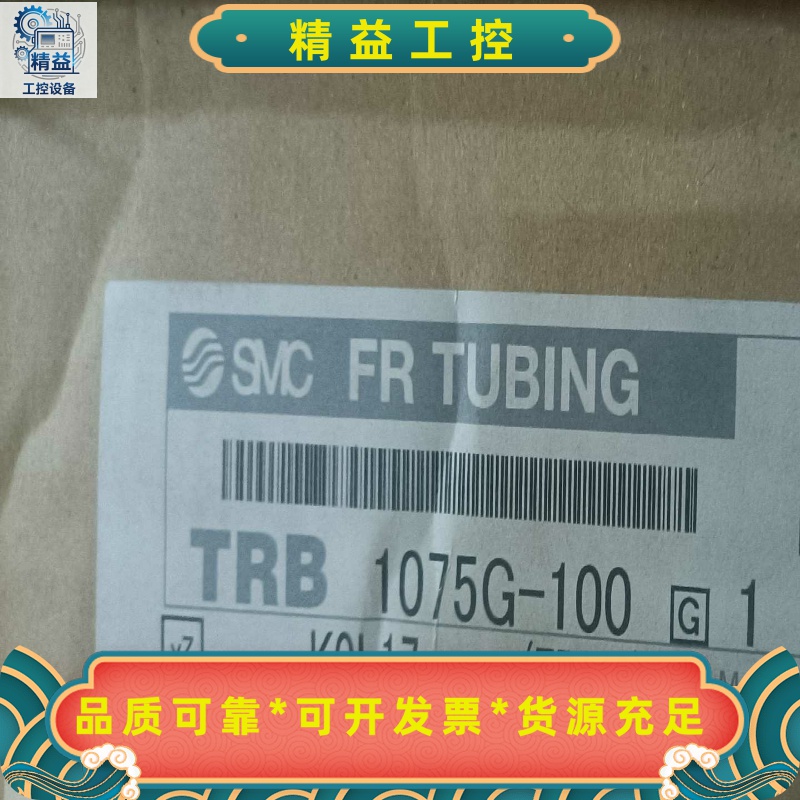 精益工控
精益
工控设备
SMC FR TUBING
TRB 1075G-100 G 1
品质可靠*可开发票*货源充足